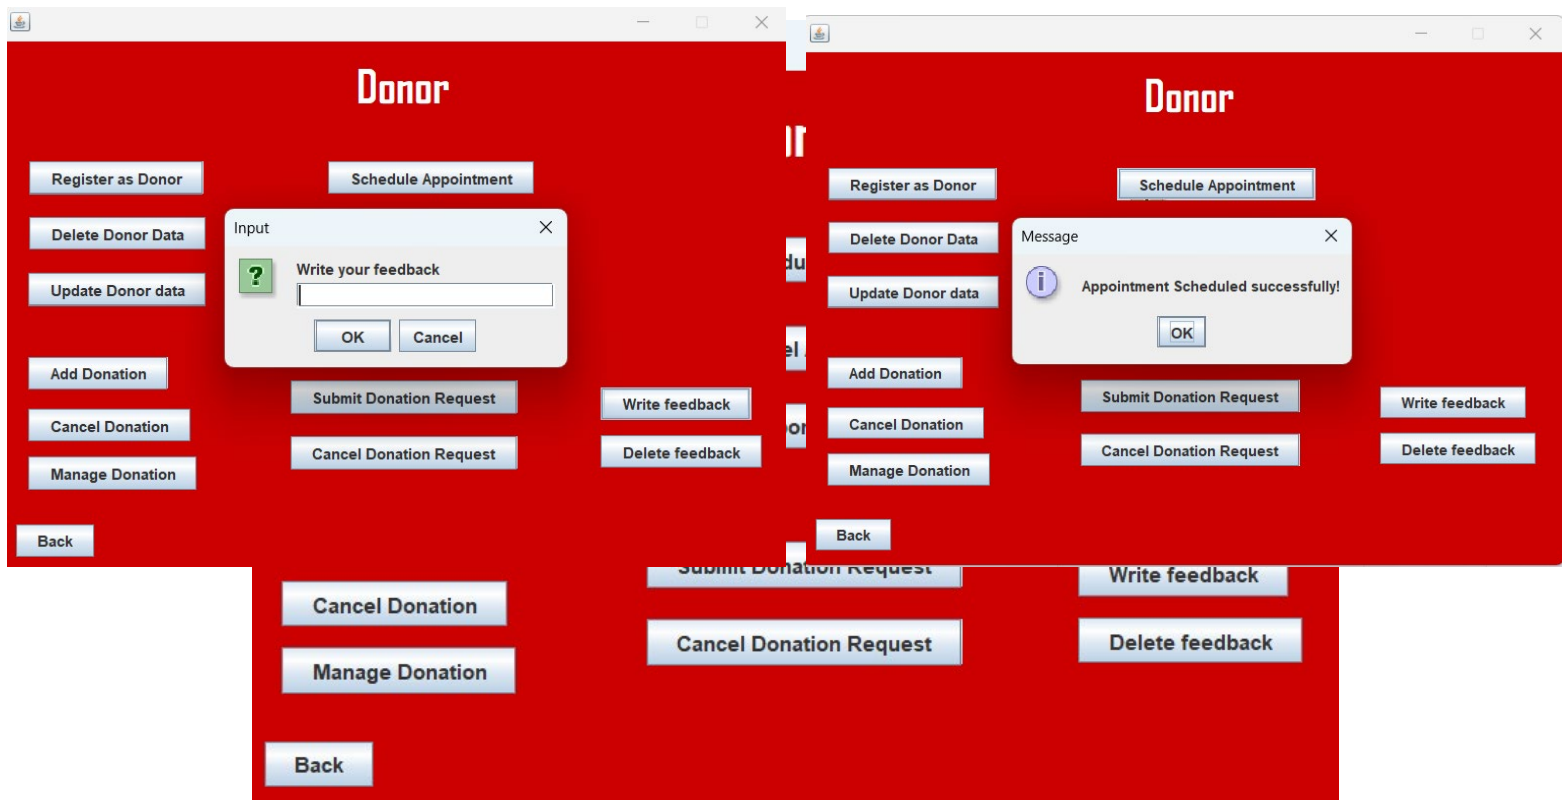 Donor
Register as Donor
Schedule Appointment
Delete Donor Data
Input
Write your feedback
Update Donor data
OK
Cancel
Add Donation
Submit Donation Request
Write feedback
Cancel Donation
Cancel Donation Request
Delete feedback
Manage Donation
Back
Donor
Register as Donor
Schedule Appointment
Delete Donor Data
Message
Appointment Scheduled successfully!
Update Donor data
OK
Add Donation
Submit Donation Request
Write feedback
Cancel Donation
Cancel Donation Request
Delete feedback
Manage Donation
Back
Submit Donation Request
Write feedback
Cancel Donation
Cancel Donation Request
Delete feedback
Manage Donation
Back